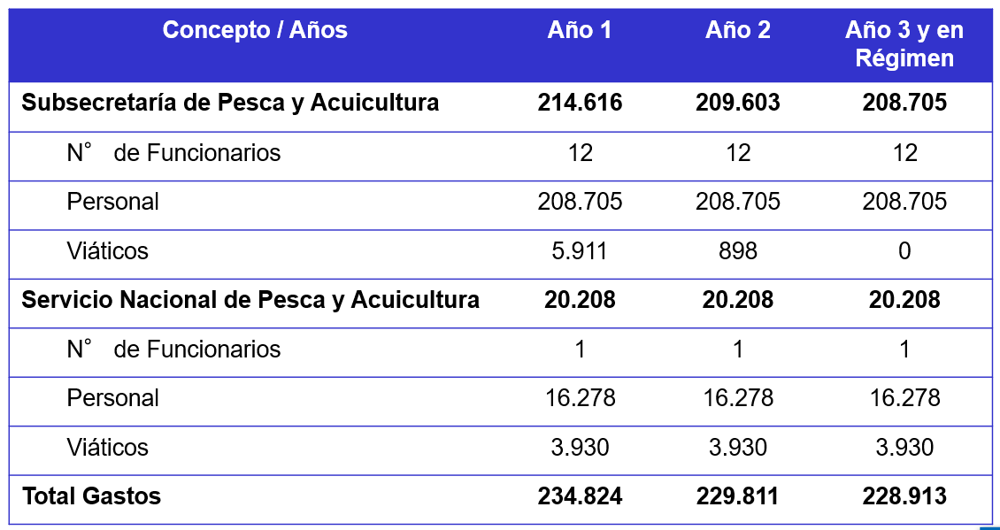 Concepto / Años Año 1 Año 2 Año 3 y en
Régimen
Subsecretaría de Pesca y Acuicultura 214.616 209.603 208.705
N° de Funcionarios 12 12 12
Personal 208.705 208.705 208.705
Viáticos 5.911 898 0
Servicio Nacional de Pesca y Acuicultura 20.208 20.208 20.208
N° de Funcionarios 1 1 1
Personal 16.278 16.278 16.278
Viáticos 3.930 3.930 3.930
Total Gastos 234.824 229.811 228.913